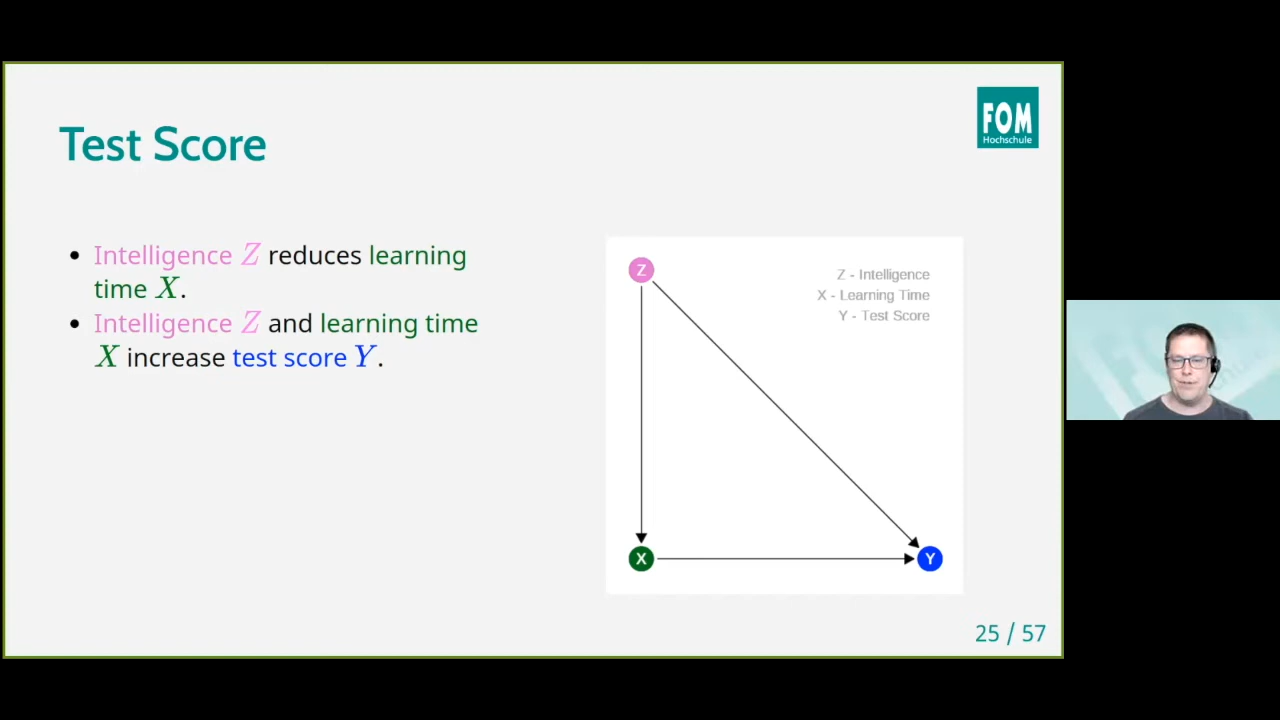 FOM
Hochschule
Test Score
• Intelligence Z reduces learning
time X.
• Intelligence Z and learning time
X increase test score Y.
Z
Z - Intelligence
X - Learning Time
Y - Test Score
X
Y
25 / 57